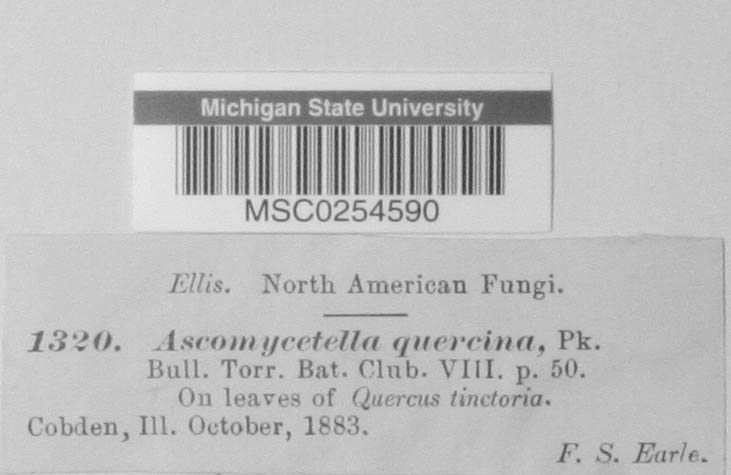 Michigan State University
MSC0254590
Ellis. North American Fungi.
1320. Ascomycetella quercina, Pk.
Bull. Torr. Bat. Club. VIII. p. 50.
On leaves of Quercus tinctoria.
Cobden, Ill. October, 1883.
F. S. Earle.